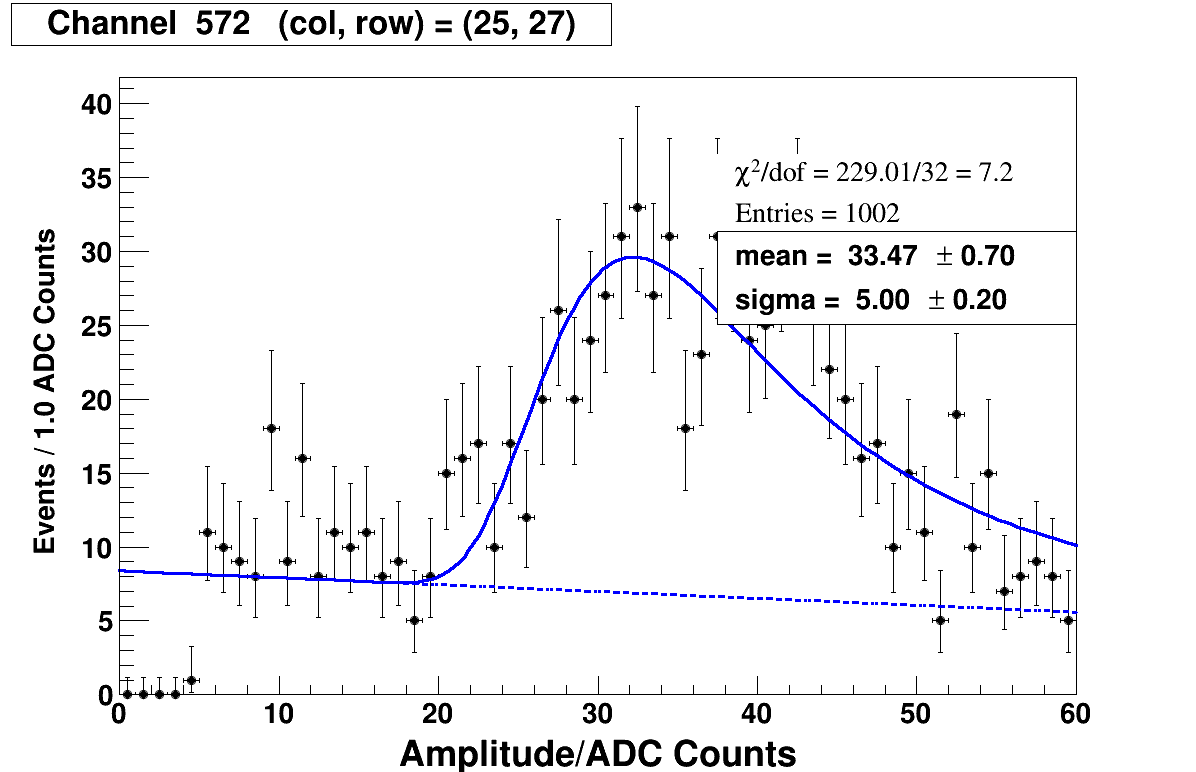 Channel 572 (col, row) = (25, 27)
40
35
30
25
20
15
10
5
0
Events / 1.0 ADC Counts
χ²/dof = 229.01/32 = 7.2
Entries = 1002
mean = 33.47 ± 0.70
sigma = 5.00 ± 0.20
0 10 20 30 40 50 60
Amplitude/ADC Counts